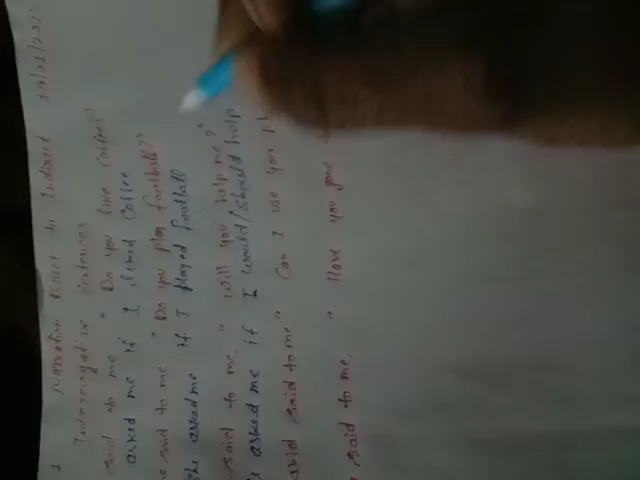 Narration Direct to Indirect
Interrogative sentences
said to me " Do you like coffee?"
asked me if I liked Coffee
said to me " Do you play football?"
She asked me if I played football
said to me, " Will you help me?"
asked me if I would/should help
said to me, " Can I use your
said to me, " Have you gone